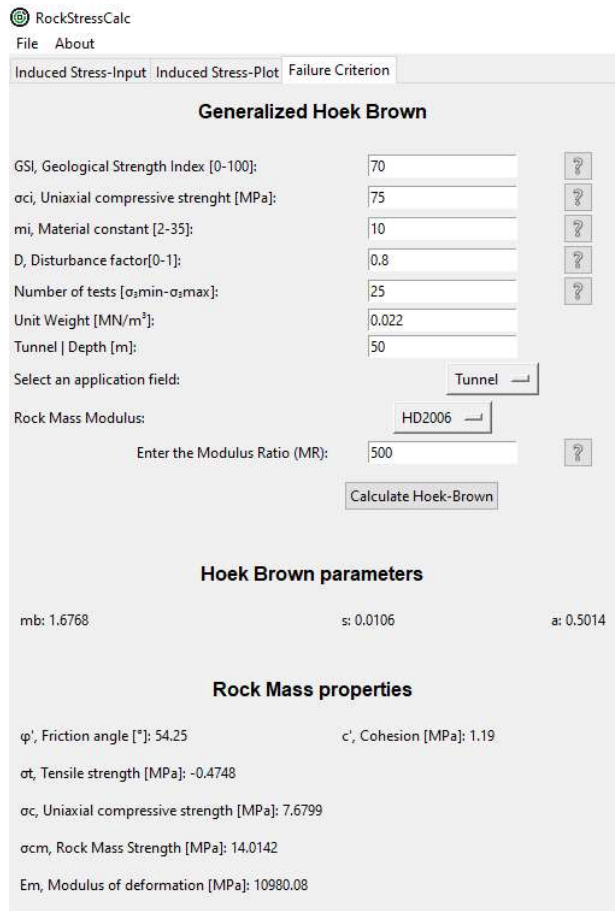 RockStressCalc
File About
Induced Stress-Input Induced Stress-Plot Failure Criterion
Generalized Hoek Brown
GSI, Geological Strength Index [0-100]: 70 ?
σci, Uniaxial compressive strenght [MPa]: 75 ?
mi, Material constant [2-35]: 10 ?
D, Disturbance factor[0-1]: 0.8 ?
Number of tests [σ₃min-σ₃max]: 25 ?
Unit Weight [MN/m³]: 0.022
Tunnel | Depth [m]: 50
Select an application field: Tunnel
Rock Mass Modulus: HD2006
Enter the Modulus Ratio (MR): 500 ?
Calculate Hoek-Brown
Hoek Brown parameters
mb: 1.6768 s: 0.0106 a: 0.5014
Rock Mass properties
φ', Friction angle [°]: 54.25 c', Cohesion [MPa]: 1.19
σt, Tensile strength [MPa]: -0.4748
σc, Uniaxial compressive strength [MPa]: 7.6799
σcm, Rock Mass Strength [MPa]: 14.0142
Em, Modulus of deformation [MPa]: 10980.08